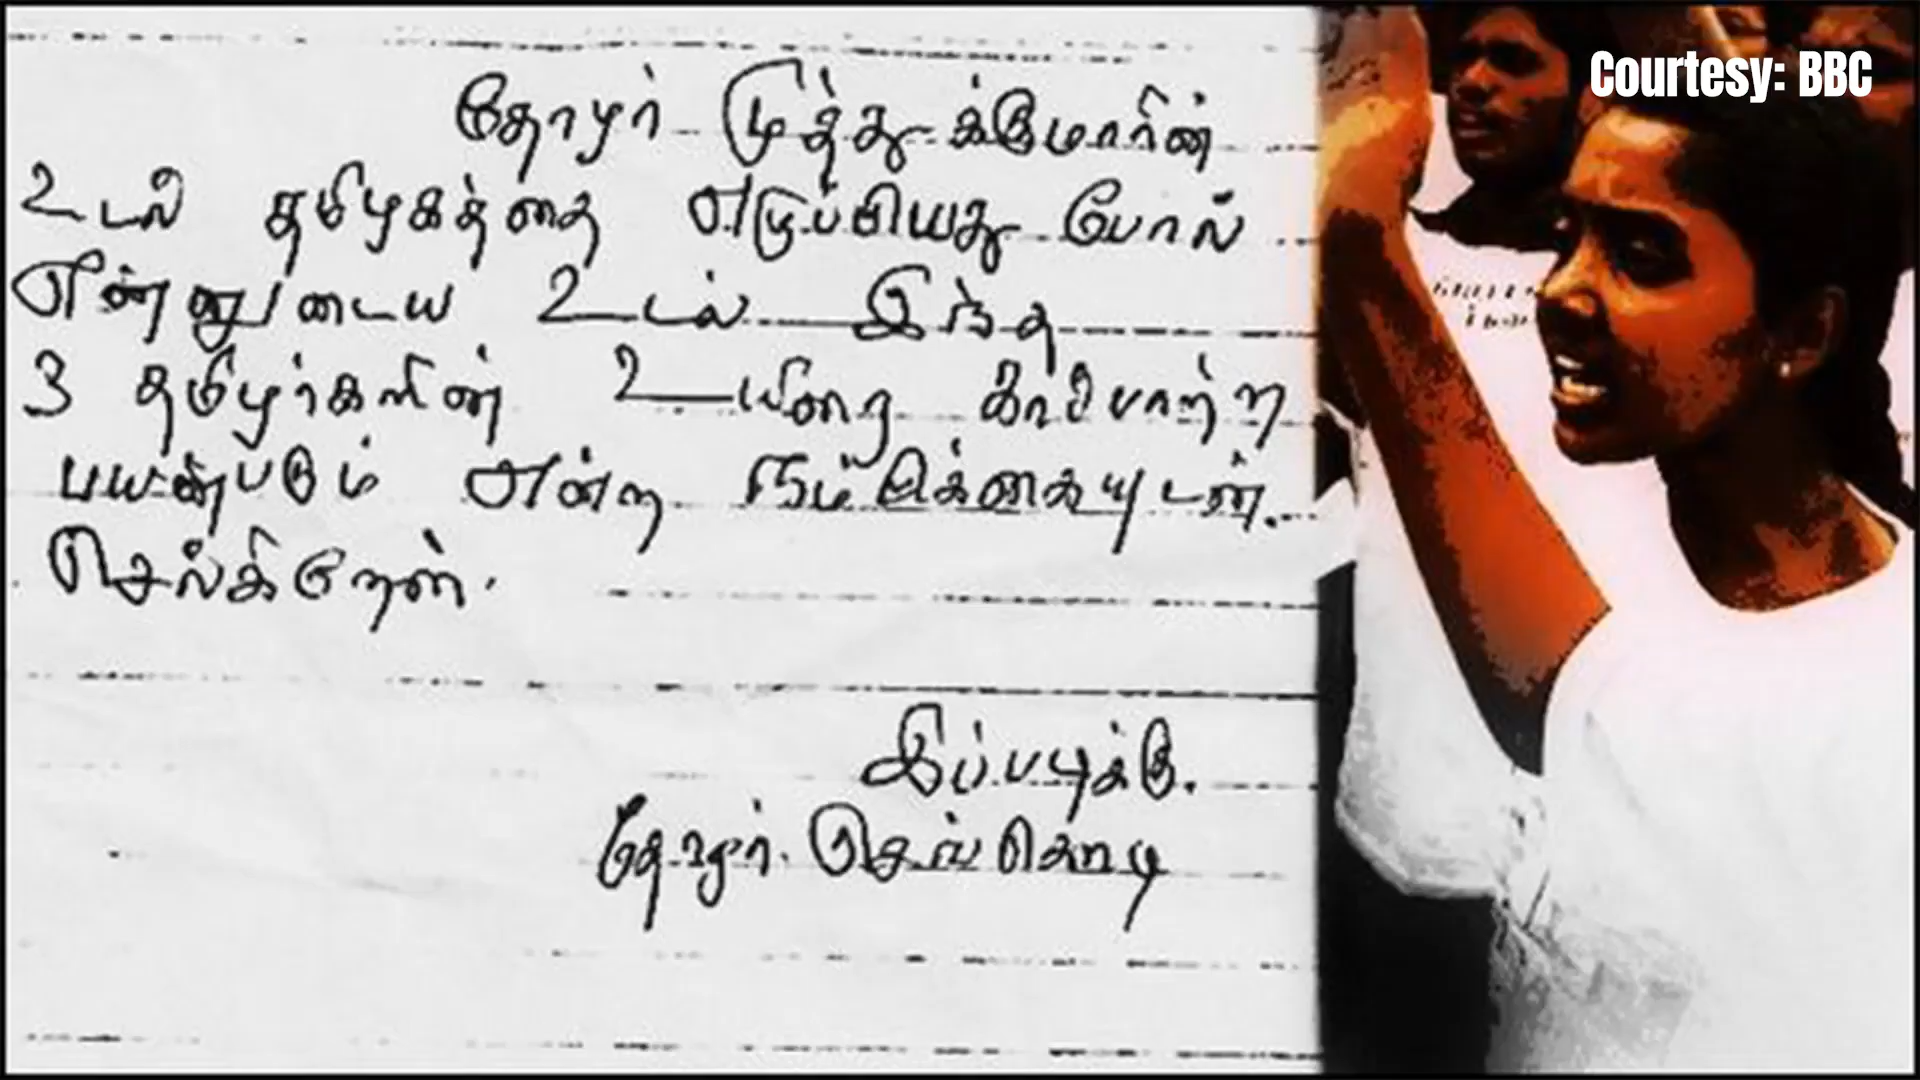 தோழர் முத்துக்குமாரின்
உடல் தமிழகத்தை எழுப்பியது போல்
என்னுடைய உடல் இந்த
3 தமிழர்களின் உயிரை காப்பாற்ற
பயன்படும் என்ற நம்பிக்கையுடன்.
செல்கிறேன்.
இப்படிக்கு.
தோழர். செங்கொடி
Courtesy: BBC